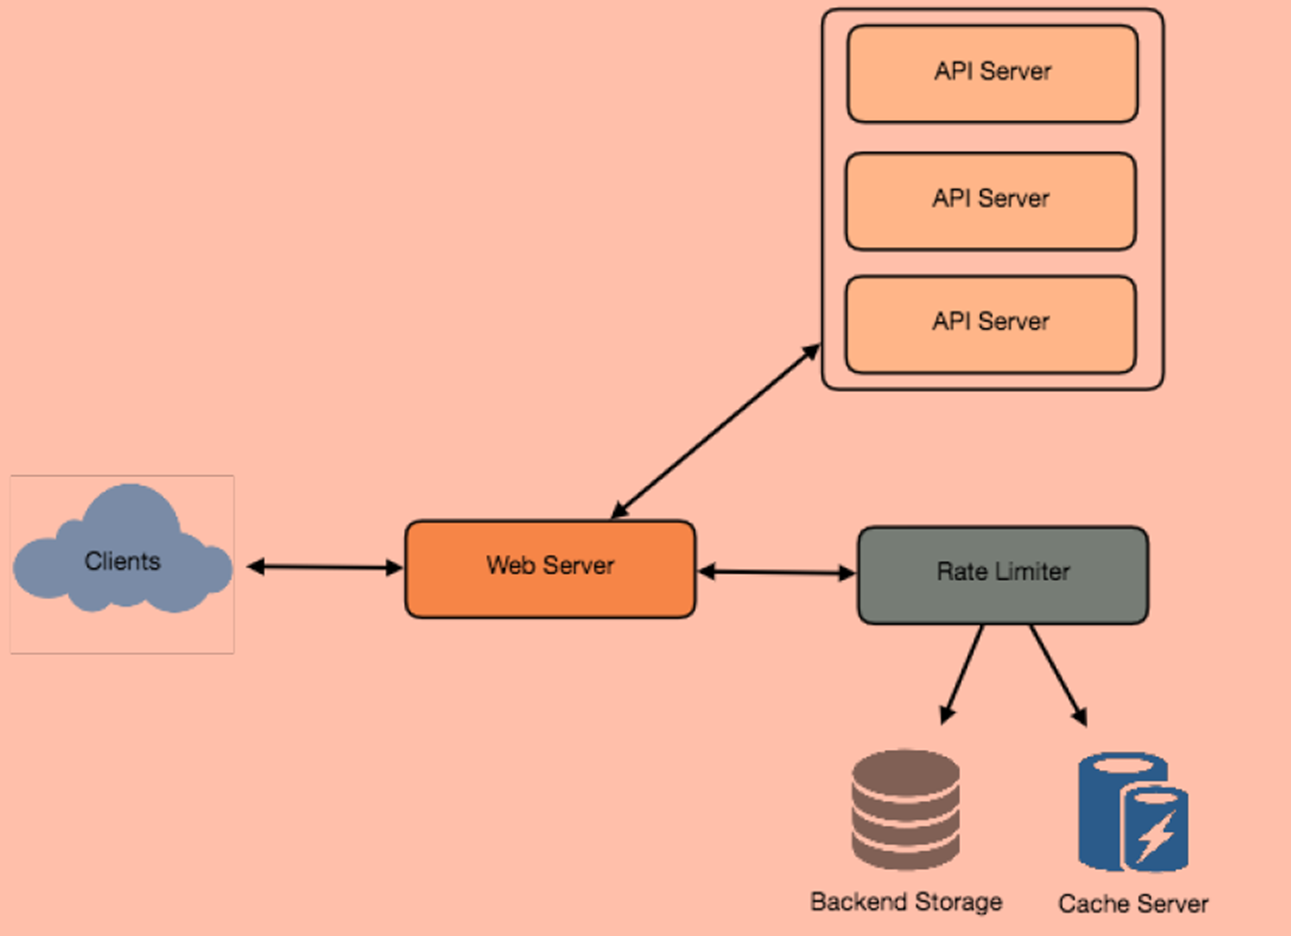 API Server
API Server
API Server
Clients
Web Server
Rate Limiter
Backend Storage
Cache Server